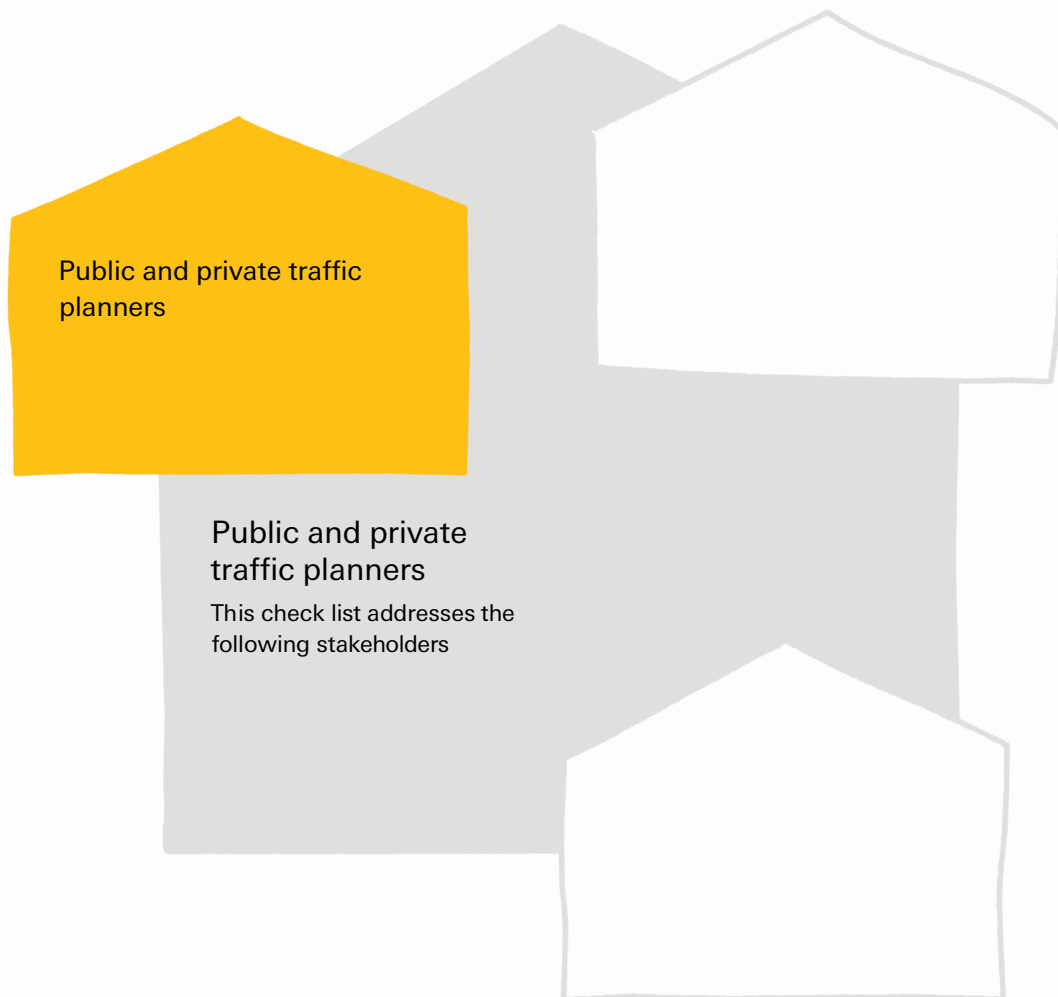 Public and private traffic
planners
Public and private
traffic planners
This check list addresses the
following stakeholders